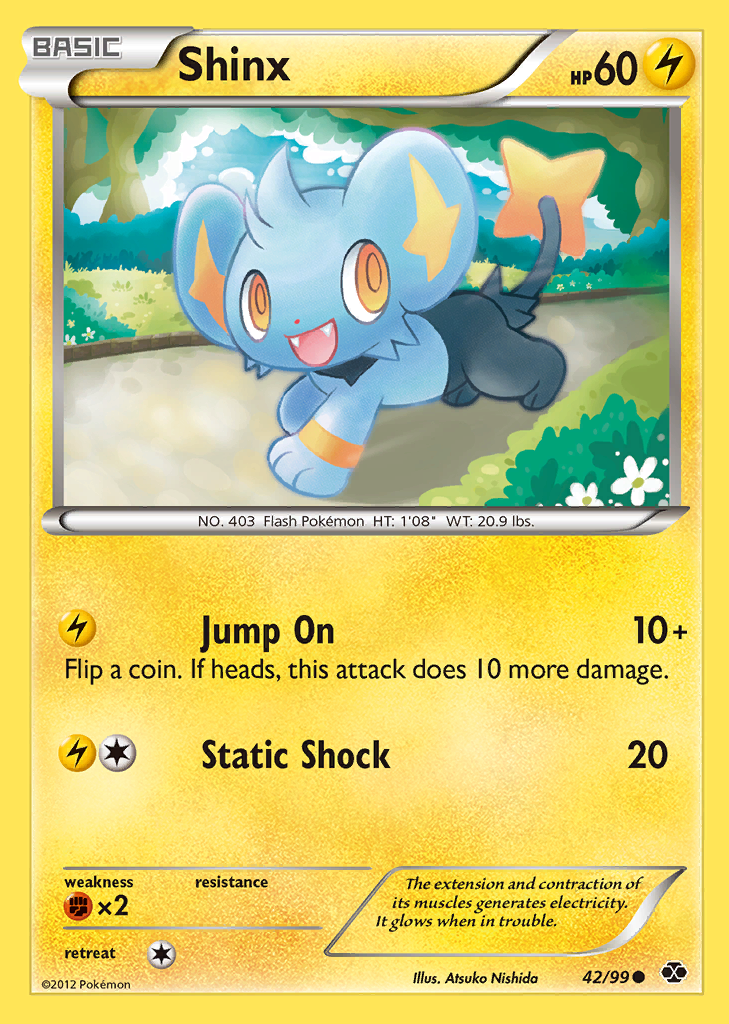 BASIC
Shinx
HP60
NO. 403 Flash Pokémon HT: 1'08" WT: 20.9 lbs.
Jump On 10+
Flip a coin. If heads, this attack does 10 more damage.
Static Shock 20
weakness resistance
×2
The extension and contraction of
its muscles generates electricity.
It glows when in trouble.
retreat
©2012 Pokémon
Illus. Atsuko Nishida
42/99